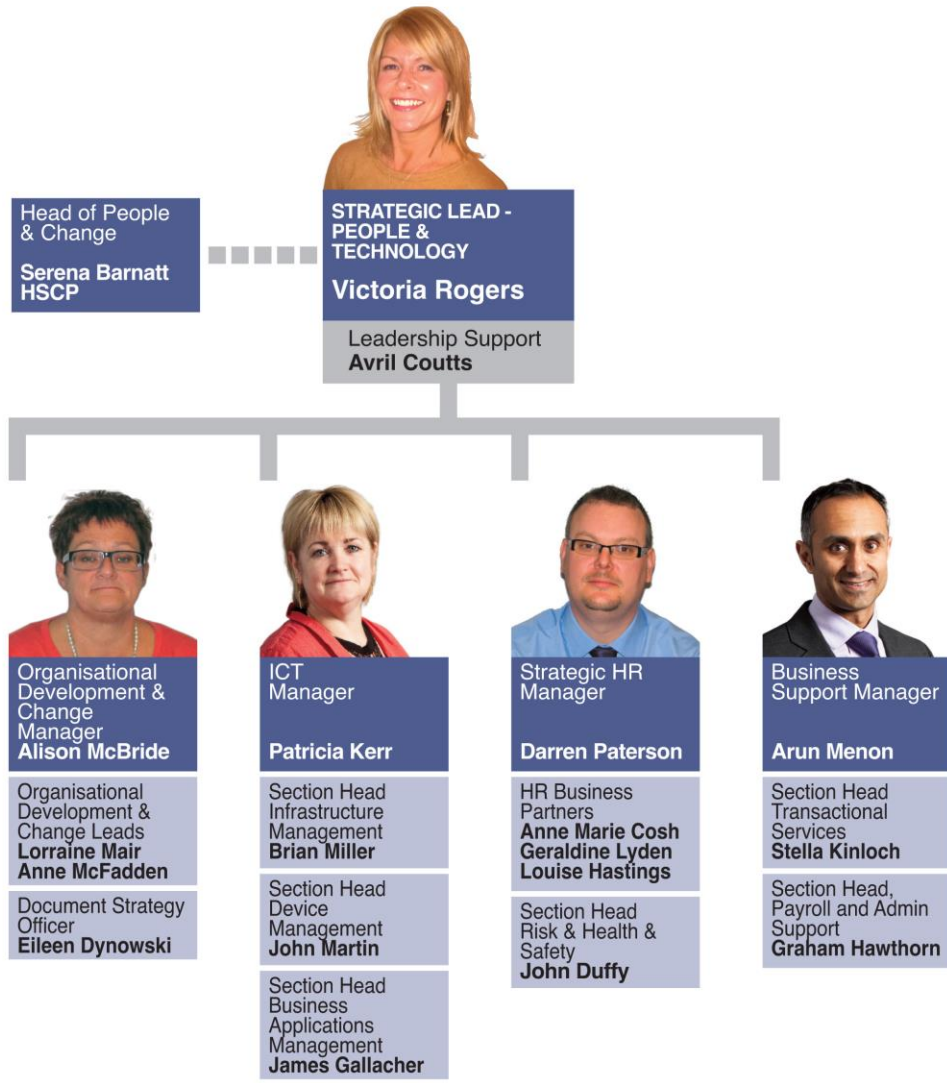 Head of People
& Change
Serena Barnatt
HSCP
STRATEGIC LEAD -
PEOPLE &
TECHNOLOGY
Victoria Rogers
Leadership Support
Avril Coutts
Organisational
Development &
Change
Manager
Alison McBride
Organisational
Development &
Change Leads
Lorraine Mair
Anne McFadden
Document Strategy
Officer
Eileen Dynowski
ICT
Manager
Patricia Kerr
Section Head
Infrastructure
Management
Brian Miller
Section Head
Device
Management
John Martin
Section Head
Business
Applications
Management
James Gallacher
Strategic HR
Manager
Darren Paterson
HR Business
Partners
Anne Marie Cosh
Geraldine Lyden
Louise Hastings
Section Head
Risk & Health &
Safety
John Duffy
Business
Support Manager
Arun Menon
Section Head
Transactional
Services
Stella Kinloch
Section Head,
Payroll and Admin
Support
Graham Hawthorn